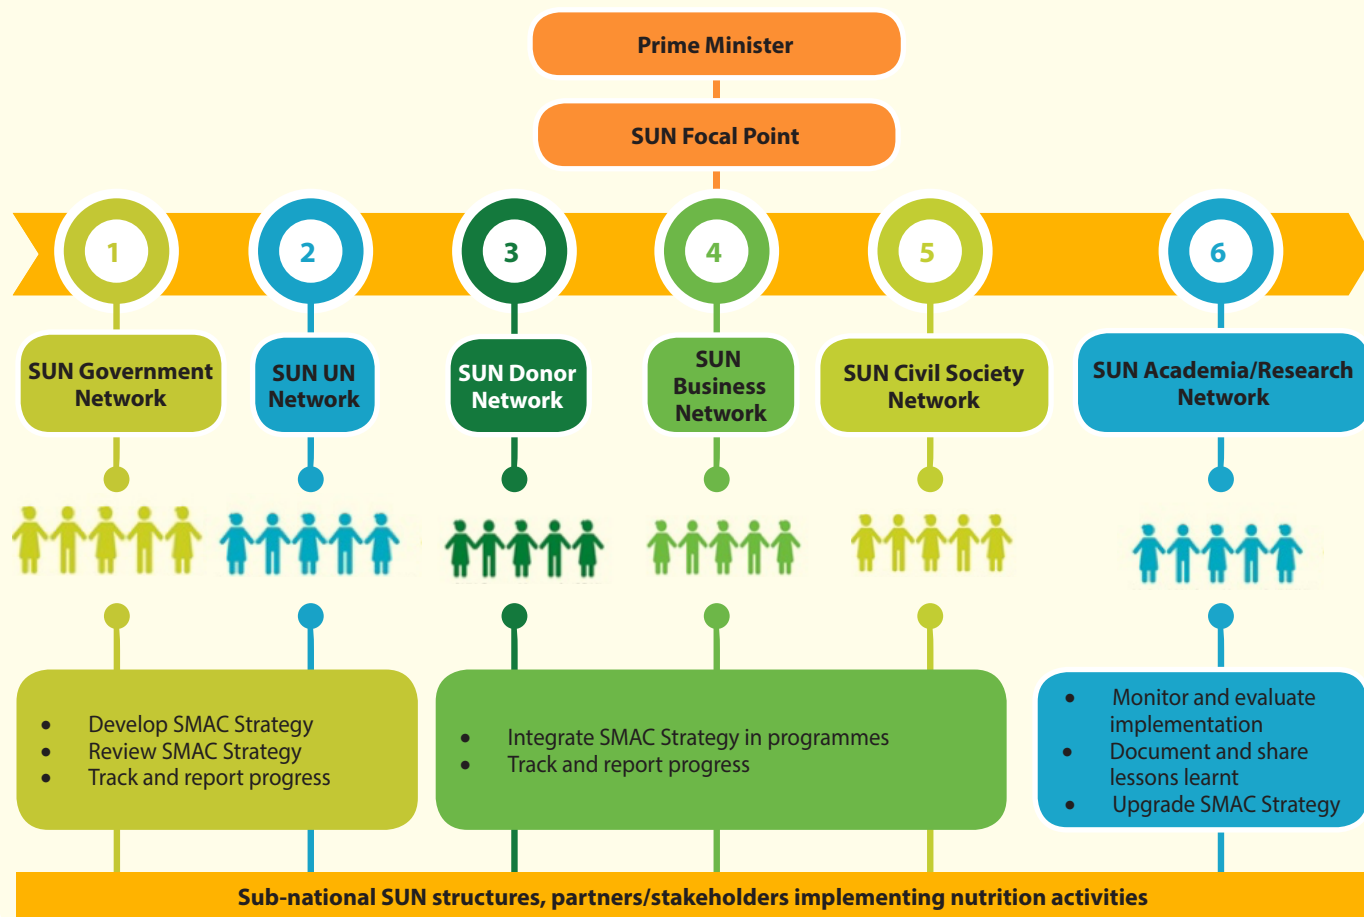 Prime Minister
SUN Focal Point
1
2
3
4
5
6
SUN Government
Network
SUN UN
Network
SUN Donor
Network
SUN
Business
Network
SUN Civil Society
Network
SUN Academia/Research
Network
• Develop SMAC Strategy
• Review SMAC Strategy
• Track and report progress
• Integrate SMAC Strategy in programmes
• Track and report progress
• Monitor and evaluate
implementation
• Document and share
lessons learnt
• Upgrade SMAC Strategy
Sub-national SUN structures, partners/stakeholders implementing nutrition activities